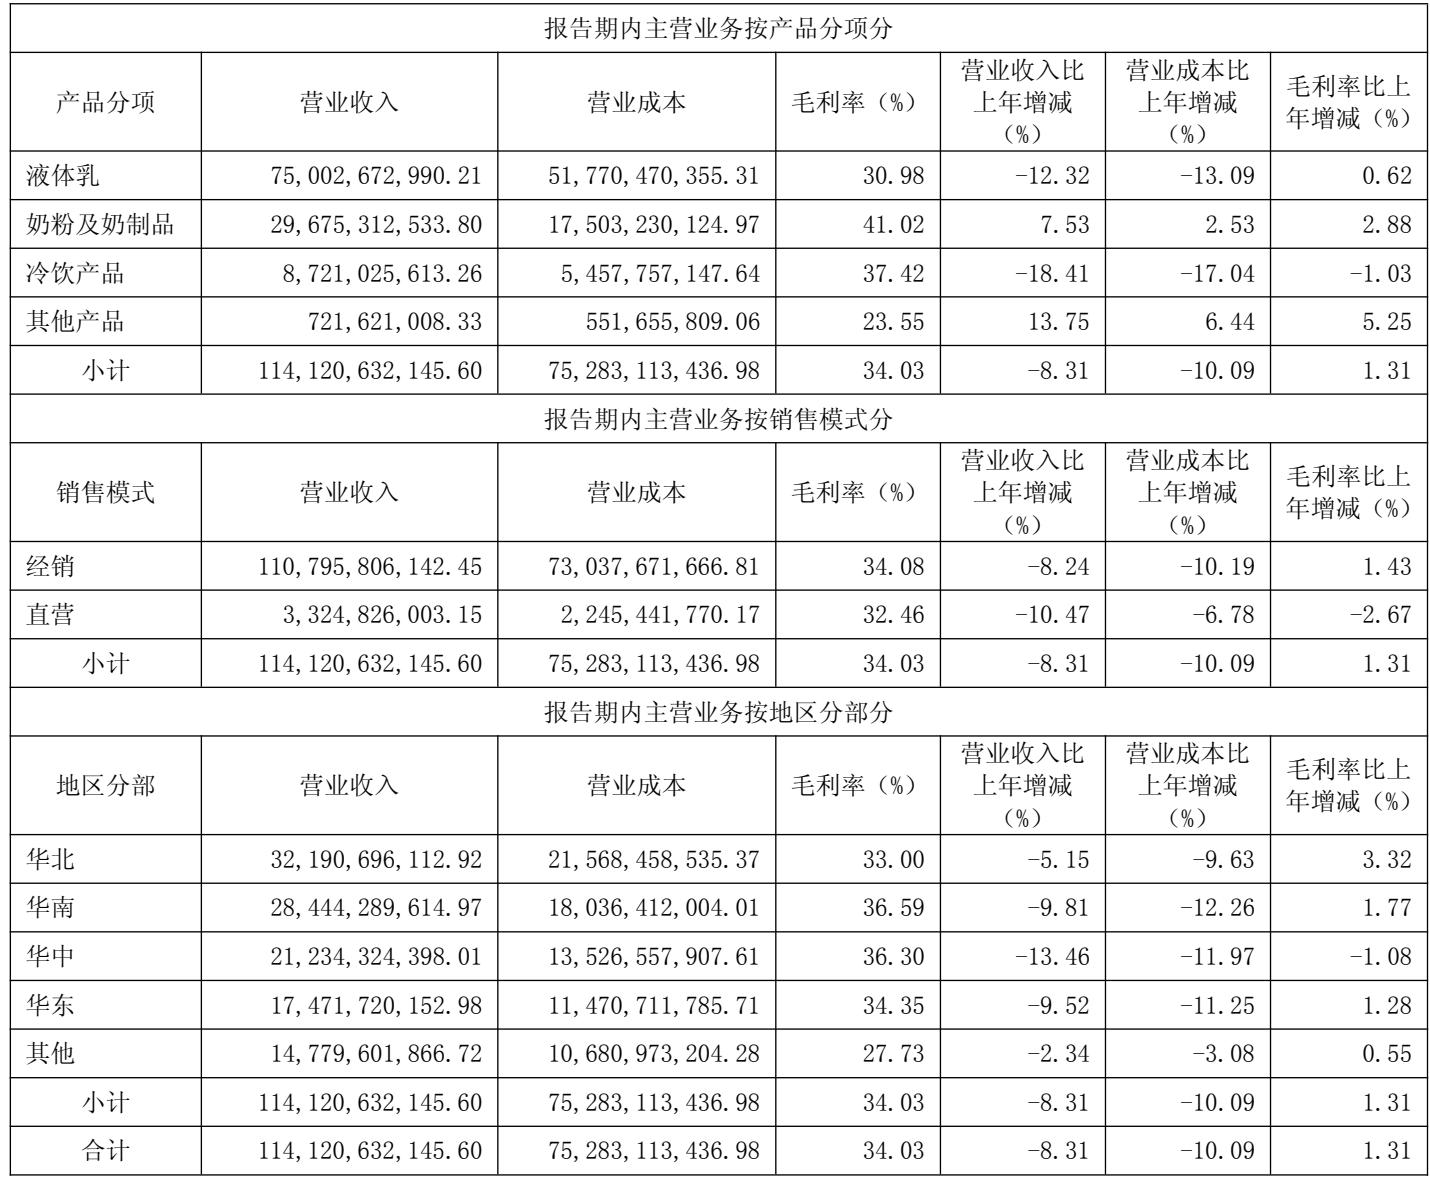 报告期内主营业务按产品分项分
产品分项 营业收入 营业成本 毛利率（%） 营业收入比上年增减（%） 营业成本比上年增减（%） 毛利率比上年增减（%）
液体乳 75,002,672,990.21 51,770,470,355.31 30.98 -12.32 -13.09 0.62
奶粉及奶制品 29,675,312,533.80 17,503,230,124.97 41.02 7.53 2.53 2.88
冷饮产品 8,721,025,613.26 5,457,757,147.64 37.42 -18.41 -17.04 -1.03
其他产品 721,621,008.33 551,655,809.06 23.55 13.75 6.44 5.25
小计 114,120,632,145.60 75,283,113,436.98 34.03 -8.31 -10.09 1.31
报告期内主营业务按销售模式分
销售模式 营业收入 营业成本 毛利率（%） 营业收入比上年增减（%） 营业成本比上年增减（%） 毛利率比上年增减（%）
经销 110,795,806,142.45 73,037,671,666.81 34.08 -8.24 -10.19 1.43
直营 3,324,826,003.15 2,245,441,770.17 32.46 -10.47 -6.78 -2.67
小计 114,120,632,145.60 75,283,113,436.98 34.03 -8.31 -10.09 1.31
报告期内主营业务按地区分部分
地区分部 营业收入 营业成本 毛利率（%） 营业收入比上年增减（%） 营业成本比上年增减（%） 毛利率比上年增减（%）
华北 32,190,696,112.92 21,568,458,535.37 33.00 -5.15 -9.63 3.32
华南 28,444,289,614.97 18,036,412,004.01 36.59 -9.81 -12.26 1.77
华中 21,234,324,398.01 13,526,557,907.61 36.30 -13.46 -11.97 -1.08
华东 17,471,720,152.98 11,470,711,785.71 34.35 -9.52 -11.25 1.28
其他 14,779,601,866.72 10,680,973,204.28 27.73 -2.34 -3.08 0.55
小计 114,120,632,145.60 75,283,113,436.98 34.03 -8.31 -10.09 1.31
合计 114,120,632,145.60 75,283,113,436.98 34.03 -8.31 -10.09 1.31